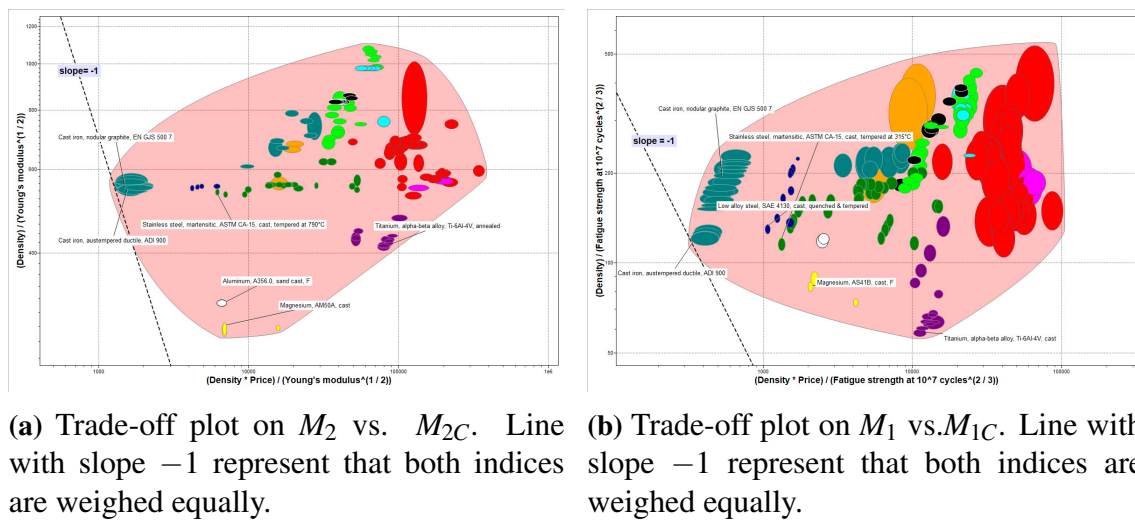 1200
1000
800
600
400
slope= -1
Cast iron, nodular graphite, EN GJS 500 7
Stainless steel, martensitic, ASTM CA-15, cast, tempered at 790°C
Cast iron, austempered ductile, ADI 900
Titanium, alpha-beta alloy, Ti-6Al-4V, annealed
Aluminum, A356.0, sand cast, F
Magnesium, AM50A, cast
1000
10000
100000
1e6
(Density) / (Young's modulus^(1 / 2))
(Density * Price) / (Young's modulus^(1 / 2))
500
200
100
50
slope = -1
Cast iron, nodular graphite, EN GJS 500 7
Stainless steel, martensitic, ASTM CA-15, cast, tempered at 315°C
Low alloy steel, SAE 4130, cast, quenched & tempered
Cast iron, austempered ductile, ADI 900
Magnesium, AS41B, cast, F
Titanium, alpha-beta alloy, Ti-6Al-4V, cast
1000
10000
100000
(Density) / (Fatigue strength at 10^7 cycles^(2 / 3))
(Density * Price) / (Fatigue strength at 10^7 cycles^(2 / 3))
(a) Trade-off plot on M2 vs. M2C. Line
with slope −1 represent that both indices
are weighed equally.
(b) Trade-off plot on M1 vs.M1C. Line with
slope −1 represent that both indices are
weighed equally.